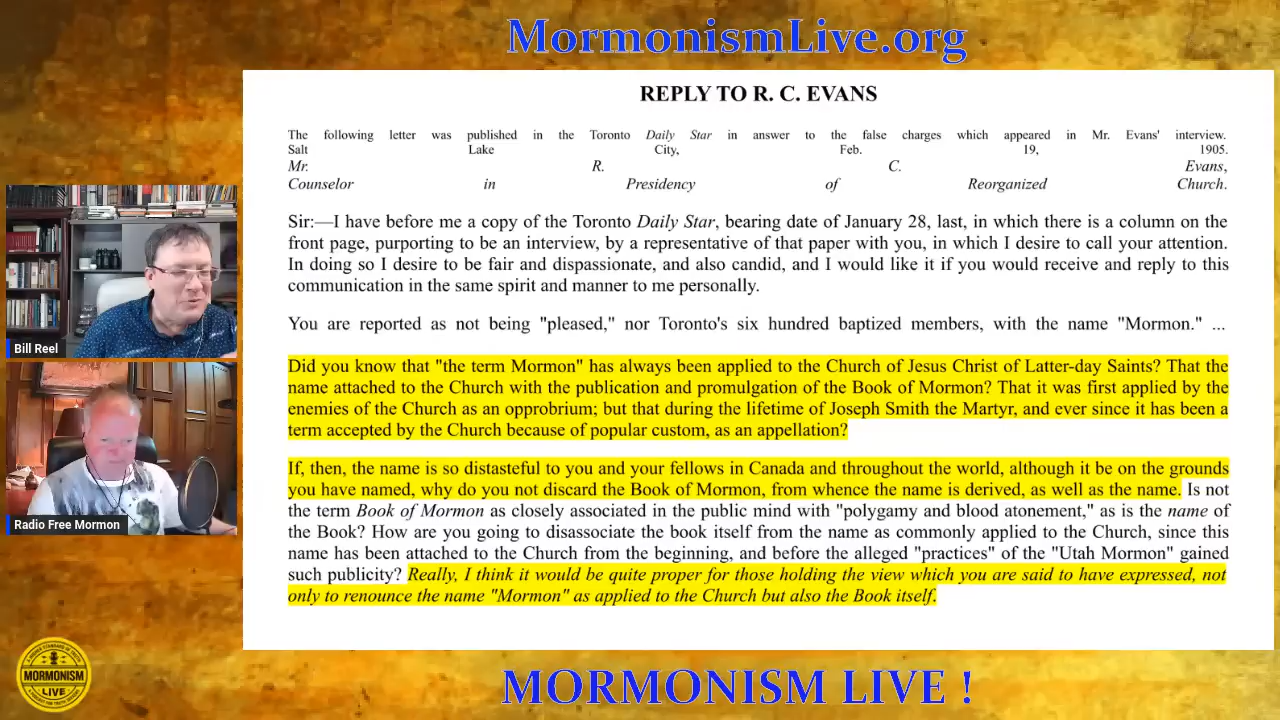 MormonismLive.org
REPLY TO R. C. EVANS
The following letter was published in the Toronto Daily Star in answer to the false charges which appeared in Mr. Evans' interview.
Salt Lake City, Feb. 19, 1905.
Mr. R. C. Evans,
Counselor in Presidency of Reorganized Church.
Sir:—I have before me a copy of the Toronto Daily Star, bearing date of January 28, last, in which there is a column on the
front page, purporting to be an interview, by a representative of that paper with you, in which I desire to call your attention.
In doing so I desire to be fair and dispassionate, and also candid, and I would like it if you would receive and reply to this
communication in the same spirit and manner to me personally.
You are reported as not being "pleased," nor Toronto's six hundred baptized members, with the name "Mormon." ...
Did you know that "the term Mormon" has always been applied to the Church of Jesus Christ of Latter-day Saints? That the
name attached to the Church with the publication and promulgation of the Book of Mormon? That it was first applied by the
enemies of the Church as an opprobrium; but that during the lifetime of Joseph Smith the Martyr, and ever since it has been a
term accepted by the Church because of popular custom, as an appellation?
If, then, the name is so distasteful to you and your fellows in Canada and throughout the world, although it be on the grounds
you have named, why do you not discard the Book of Mormon, from whence the name is derived, as well as the name. Is not
the term Book of Mormon as closely associated in the public mind with "polygamy and blood atonement," as is the name of
the Book? How are you going to disassociate the book itself from the name as commonly applied to the Church, since this
name has been attached to the Church from the beginning, and before the alleged "practices" of the "Utah Mormon" gained
such publicity? Really, I think it would be quite proper for those holding the view which you are said to have expressed, not
only to renounce the name "Mormon" as applied to the Church but also the Book itself.
Bill Reel
Radio Free Mormon
MORMONISM
LIVE
MORMONISM LIVE !